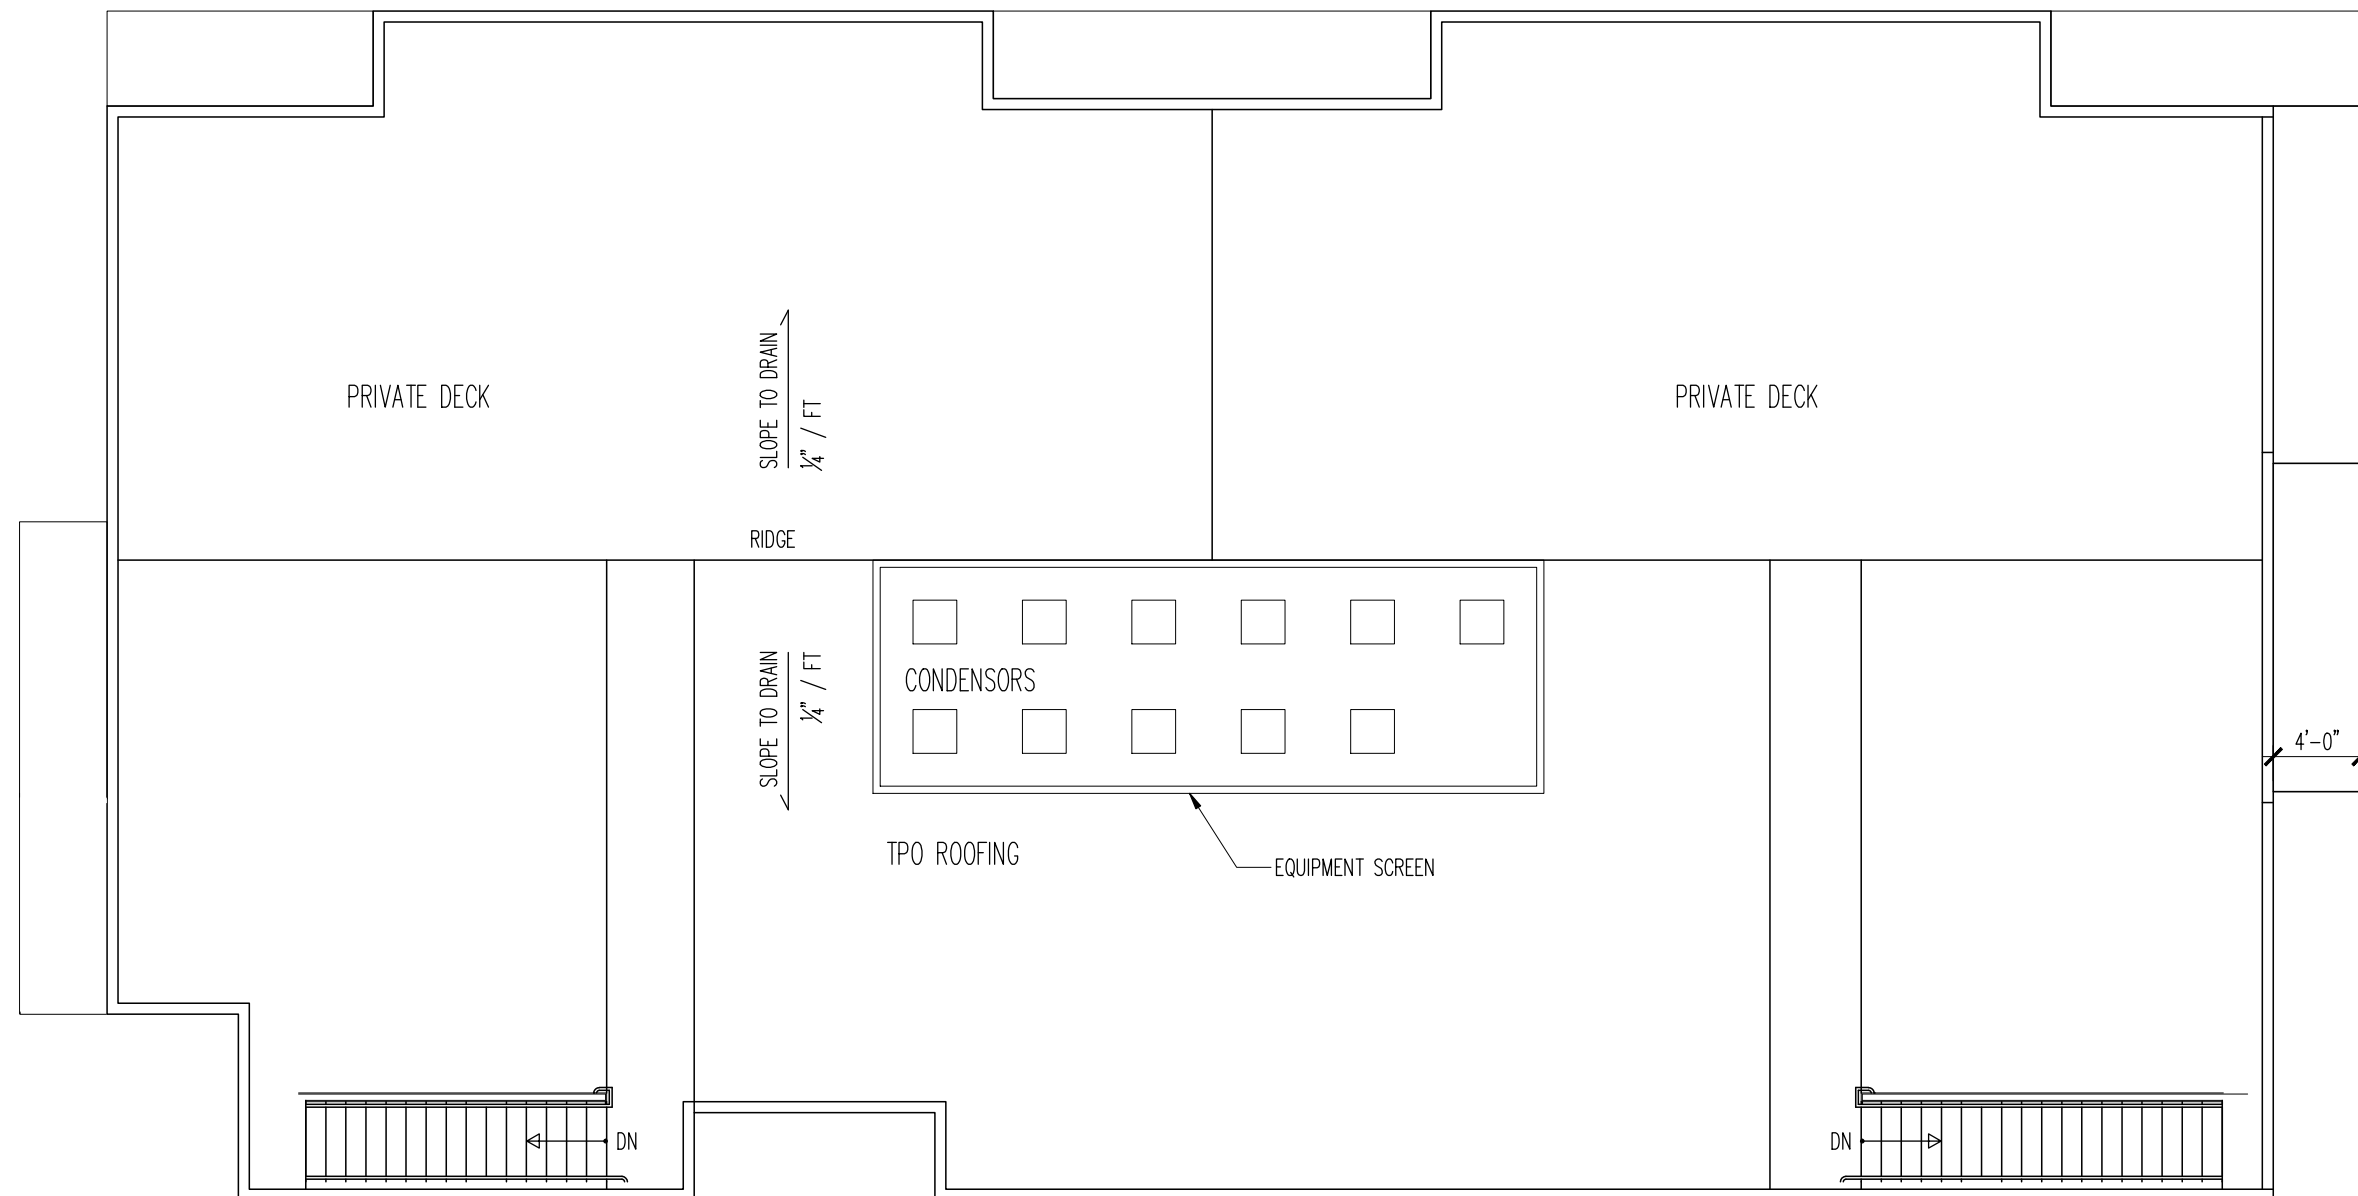 SLOPE TO DRAIN
¼" / FT
PRIVATE DECK
PRIVATE DECK
RIDGE
SLOPE TO DRAIN
¼" / FT
CONDENSORS
4'-0"
TPO ROOFING
EQUIPMENT SCREEN
DN
DN